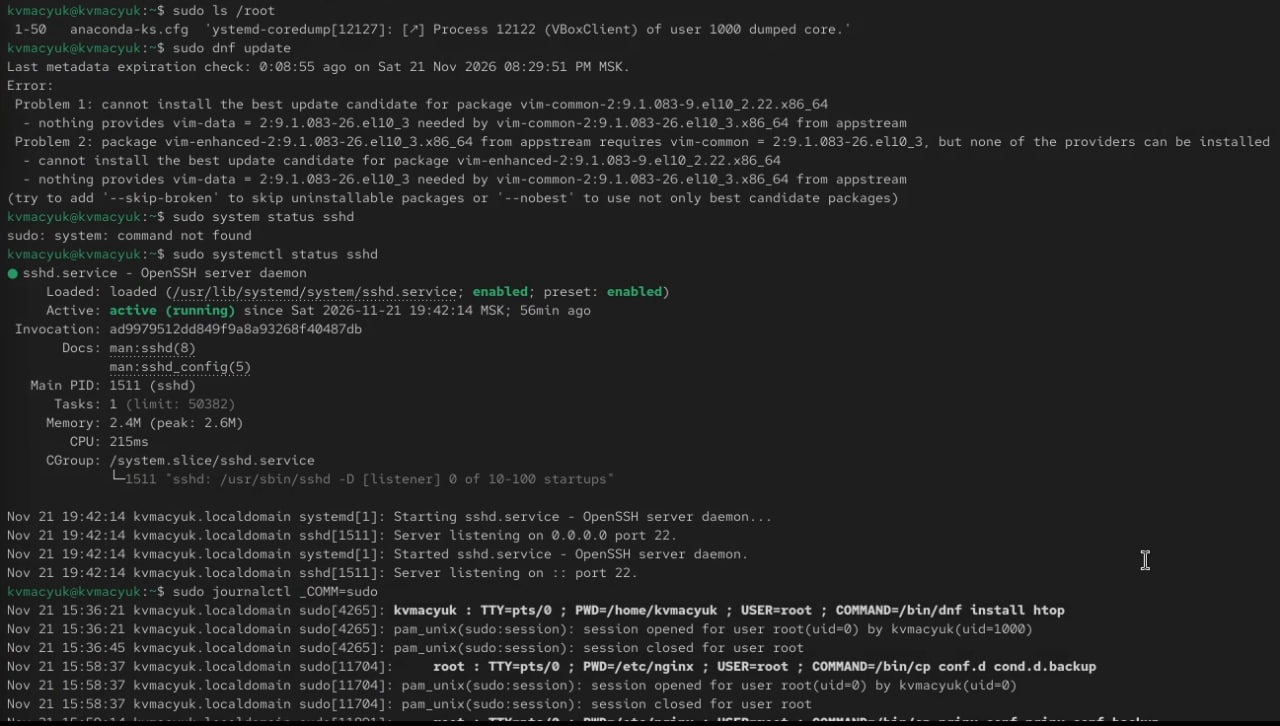 kvmacyuk@kvmacyuk:~$ sudo ls /root
 1-50   anaconda-ks.cfg  'ystemd-coredump[12127]: [↗] Process 12122 (VBoxClient) of user 1000 dumped core.'
kvmacyuk@kvmacyuk:~$ sudo dnf update
Last metadata expiration check: 0:08:55 ago on Sat 21 Nov 2026 08:29:51 PM MSK.
Error:
 Problem 1: cannot install the best update candidate for package vim-common-2:9.1.083-9.el10_2.22.x86_64
  - nothing provides vim-data = 2:9.1.083-26.el10_3 needed by vim-common-2:9.1.083-26.el10_3.x86_64 from appstream
 Problem 2: package vim-enhanced-2:9.1.083-26.el10_3.x86_64 from appstream requires vim-common = 2:9.1.083-26.el10_3, but none of the providers can be installed
  - cannot install the best update candidate for package vim-enhanced-2:9.1.083-9.el10_2.22.x86_64
  - nothing provides vim-data = 2:9.1.083-26.el10_3 needed by vim-common-2:9.1.083-26.el10_3.x86_64 from appstream
(try to add '--skip-broken' to skip uninstallable packages or '--nobest' to use not only best candidate packages)
kvmacyuk@kvmacyuk:~$ sudo system status sshd
sudo: system: command not found
kvmacyuk@kvmacyuk:~$ sudo systemctl status sshd
● sshd.service - OpenSSH server daemon
     Loaded: loaded (/usr/lib/systemd/system/sshd.service; enabled; preset: enabled)
     Active: active (running) since Sat 2026-11-21 19:42:14 MSK; 56min ago
 Invocation: ad9979512dd849f9a8a93268f40487db
       Docs: man:sshd(8)
             man:sshd_config(5)
   Main PID: 1511 (sshd)
      Tasks: 1 (limit: 50382)
     Memory: 2.4M (peak: 2.6M)
        CPU: 215ms
     CGroup: /system.slice/sshd.service
             └─1511 "sshd: /usr/sbin/sshd -D [listener] 0 of 10-100 startups"
Nov 21 19:42:14 kvmacyuk.localdomain systemd[1]: Starting sshd.service - OpenSSH server daemon...
Nov 21 19:42:14 kvmacyuk.localdomain sshd[1511]: Server listening on 0.0.0.0 port 22.
Nov 21 19:42:14 kvmacyuk.localdomain systemd[1]: Started sshd.service - OpenSSH server daemon.
Nov 21 19:42:14 kvmacyuk.localdomain sshd[1511]: Server listening on :: port 22.
kvmacyuk@kvmacyuk:~$ sudo journalctl _COMM=sudo
Nov 21 15:36:21 kvmacyuk.localdomain sudo[4265]: kvmacyuk : TTY=pts/0 ; PWD=/home/kvmacyuk ; USER=root ; COMMAND=/bin/dnf install htop
Nov 21 15:36:21 kvmacyuk.localdomain sudo[4265]: pam_unix(sudo:session): session opened for user root(uid=0) by kvmacyuk(uid=1000)
Nov 21 15:36:45 kvmacyuk.localdomain sudo[4265]: pam_unix(sudo:session): session closed for user root
Nov 21 15:58:37 kvmacyuk.localdomain sudo[11704]:     root : TTY=pts/0 ; PWD=/etc/nginx ; USER=root ; COMMAND=/bin/cp conf.d cond.d.backup
Nov 21 15:58:37 kvmacyuk.localdomain sudo[11704]: pam_unix(sudo:session): session opened for user root(uid=0) by kvmacyuk(uid=0)
Nov 21 15:58:37 kvmacyuk.localdomain sudo[11704]: pam_unix(sudo:session): session closed for user root